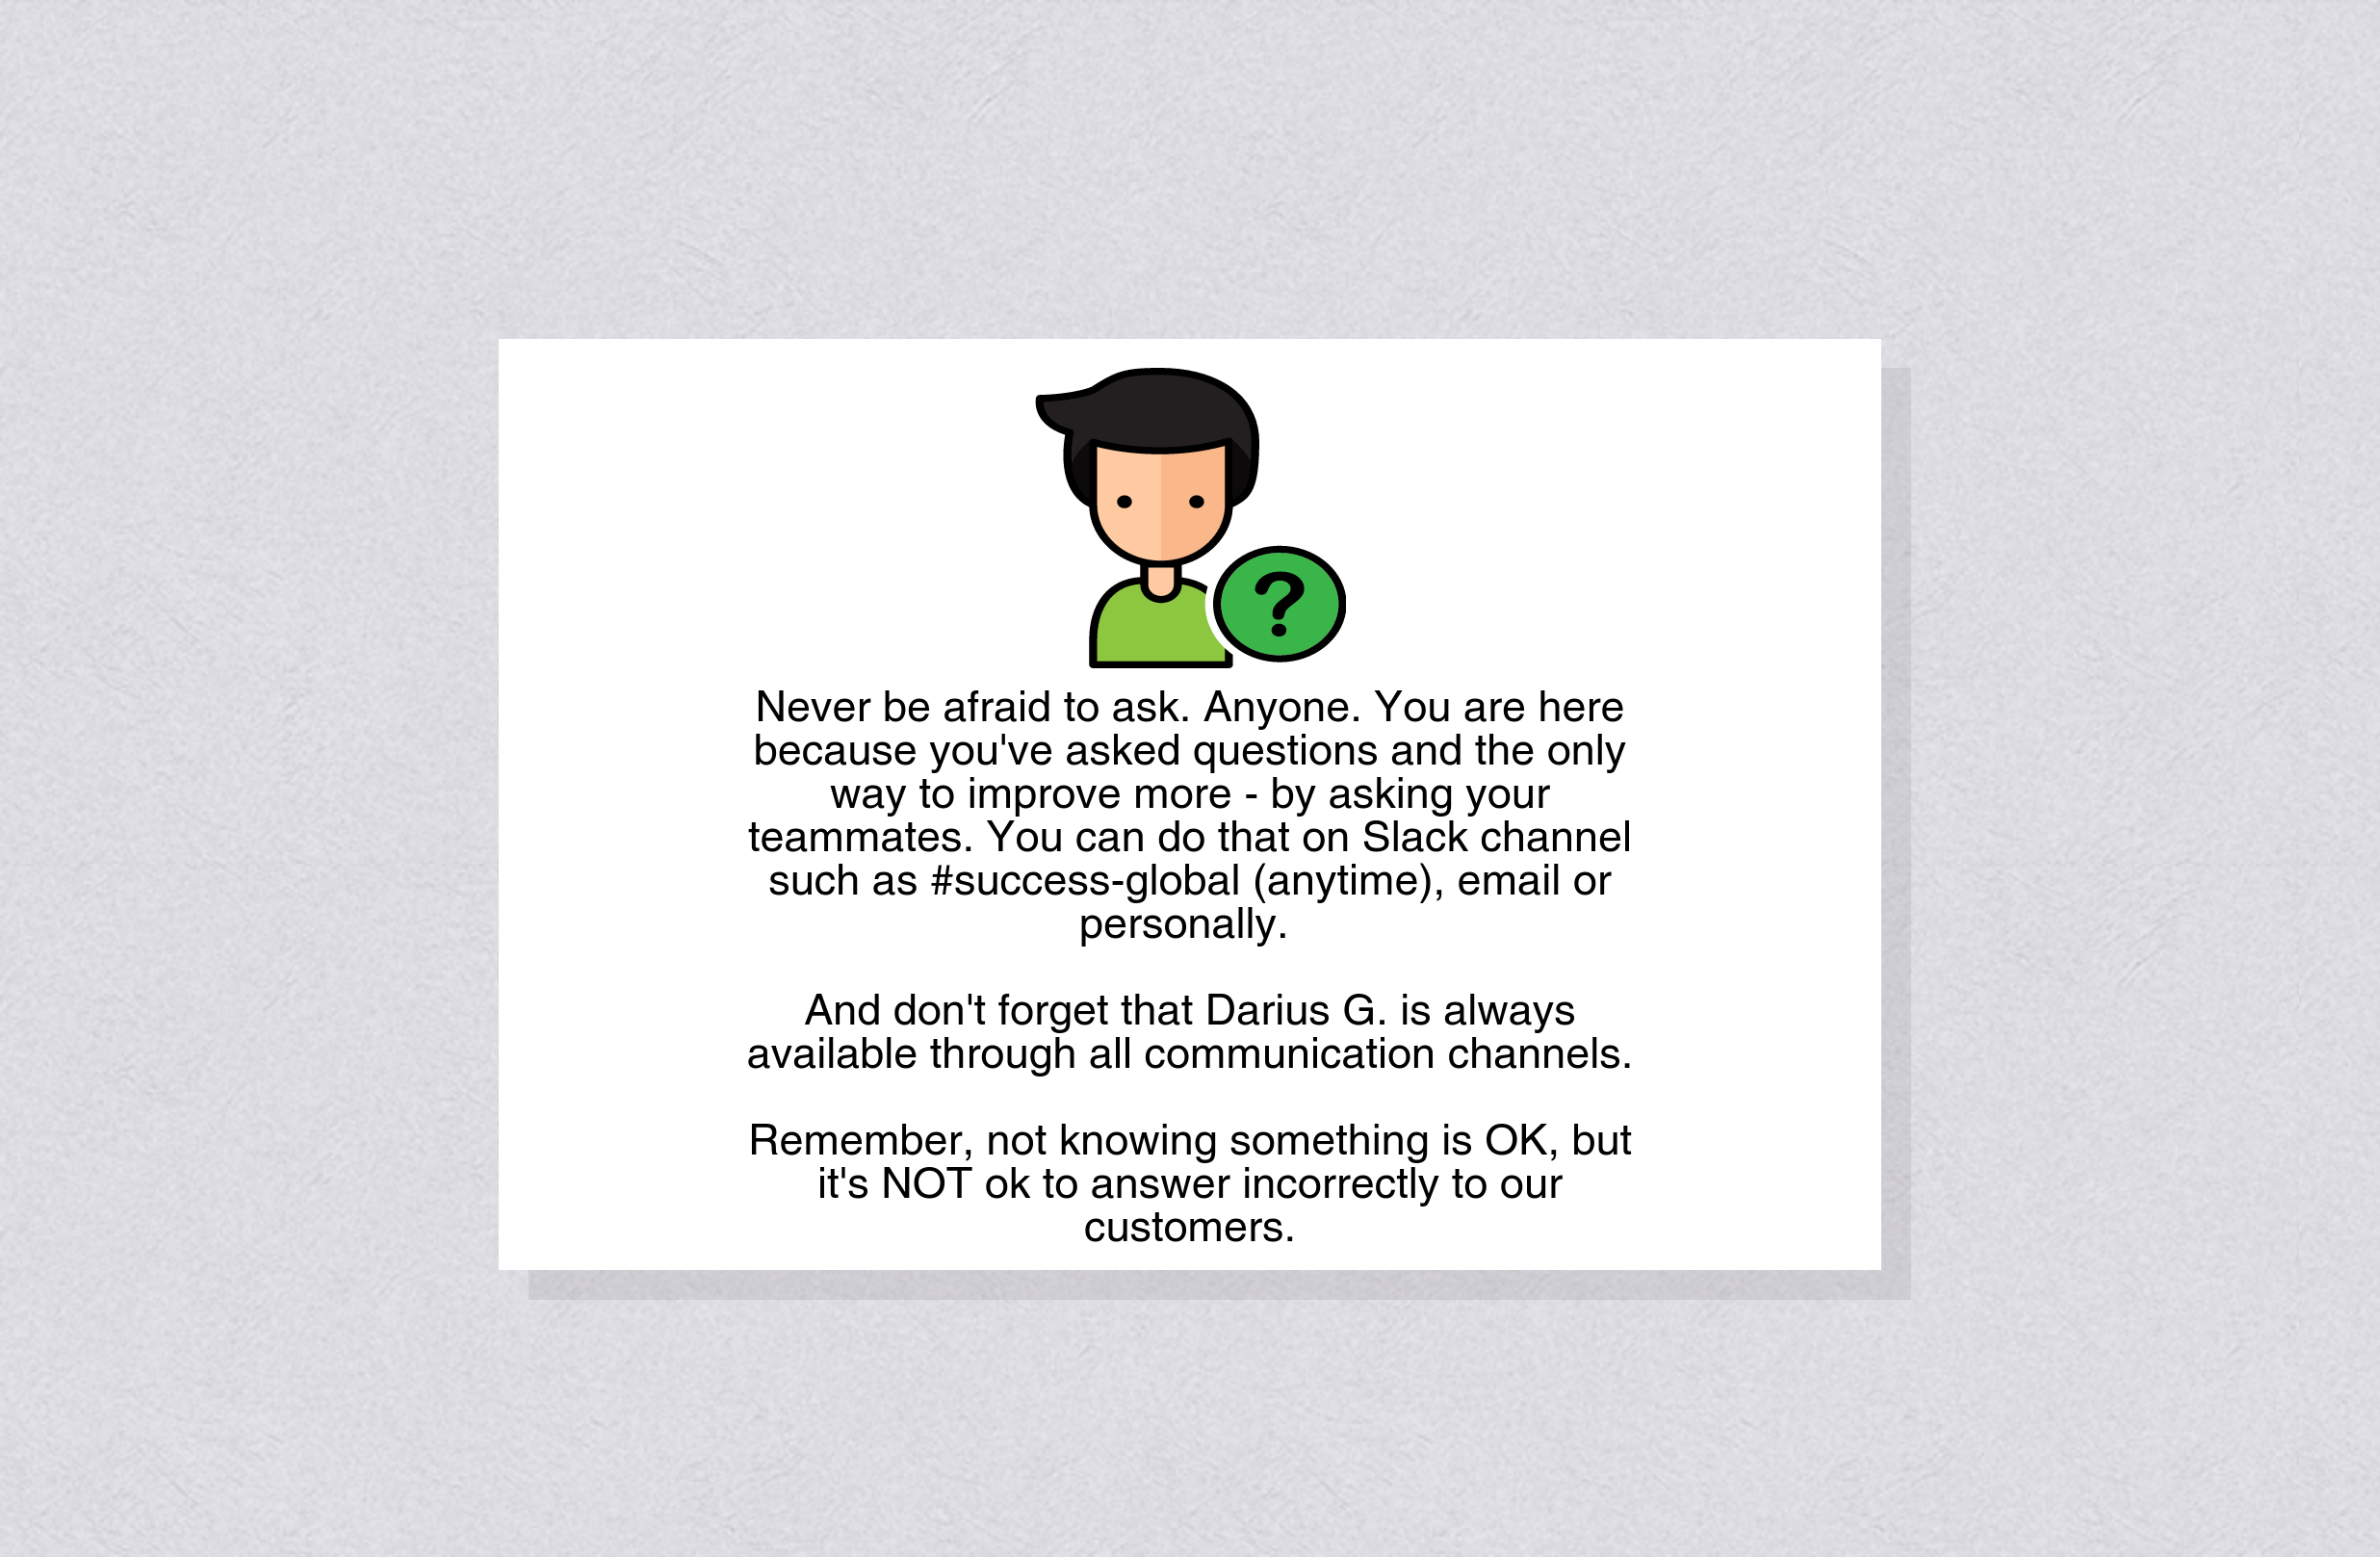 ?
Never be afraid to ask. Anyone. You are here
because you've asked questions and the only
way to improve more - by asking your
teammates. You can do that on Slack channel
such as #success-global (anytime), email or
personally.
And don't forget that Darius G. is always
available through all communication channels.
Remember, not knowing something is OK, but
it's NOT ok to answer incorrectly to our
customers.